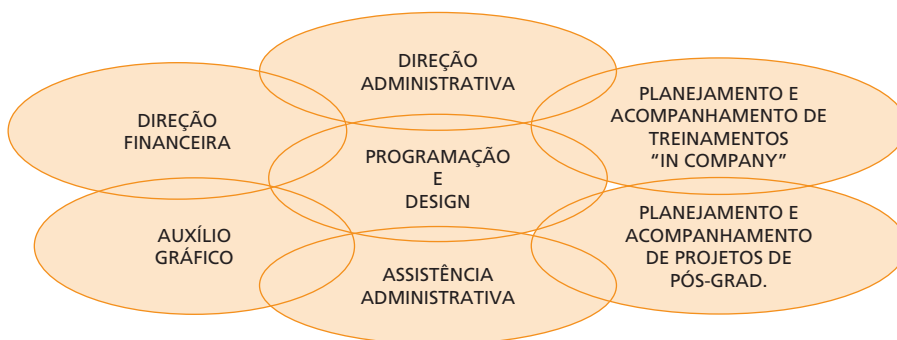 DIREÇÃO
ADMINISTRATIVA
DIREÇÃO
FINANCEIRA
PLANEJAMENTO E
ACOMPANHAMENTO DE
TREINAMENTOS
“IN COMPANY”
PROGRAMAÇÃO
E
DESIGN
AUXÍLIO
GRÁFICO
ASSISTÊNCIA
ADMINISTRATIVA
PLANEJAMENTO E
ACOMPANHAMENTO
DE PROJETOS DE
PÓS-GRAD.